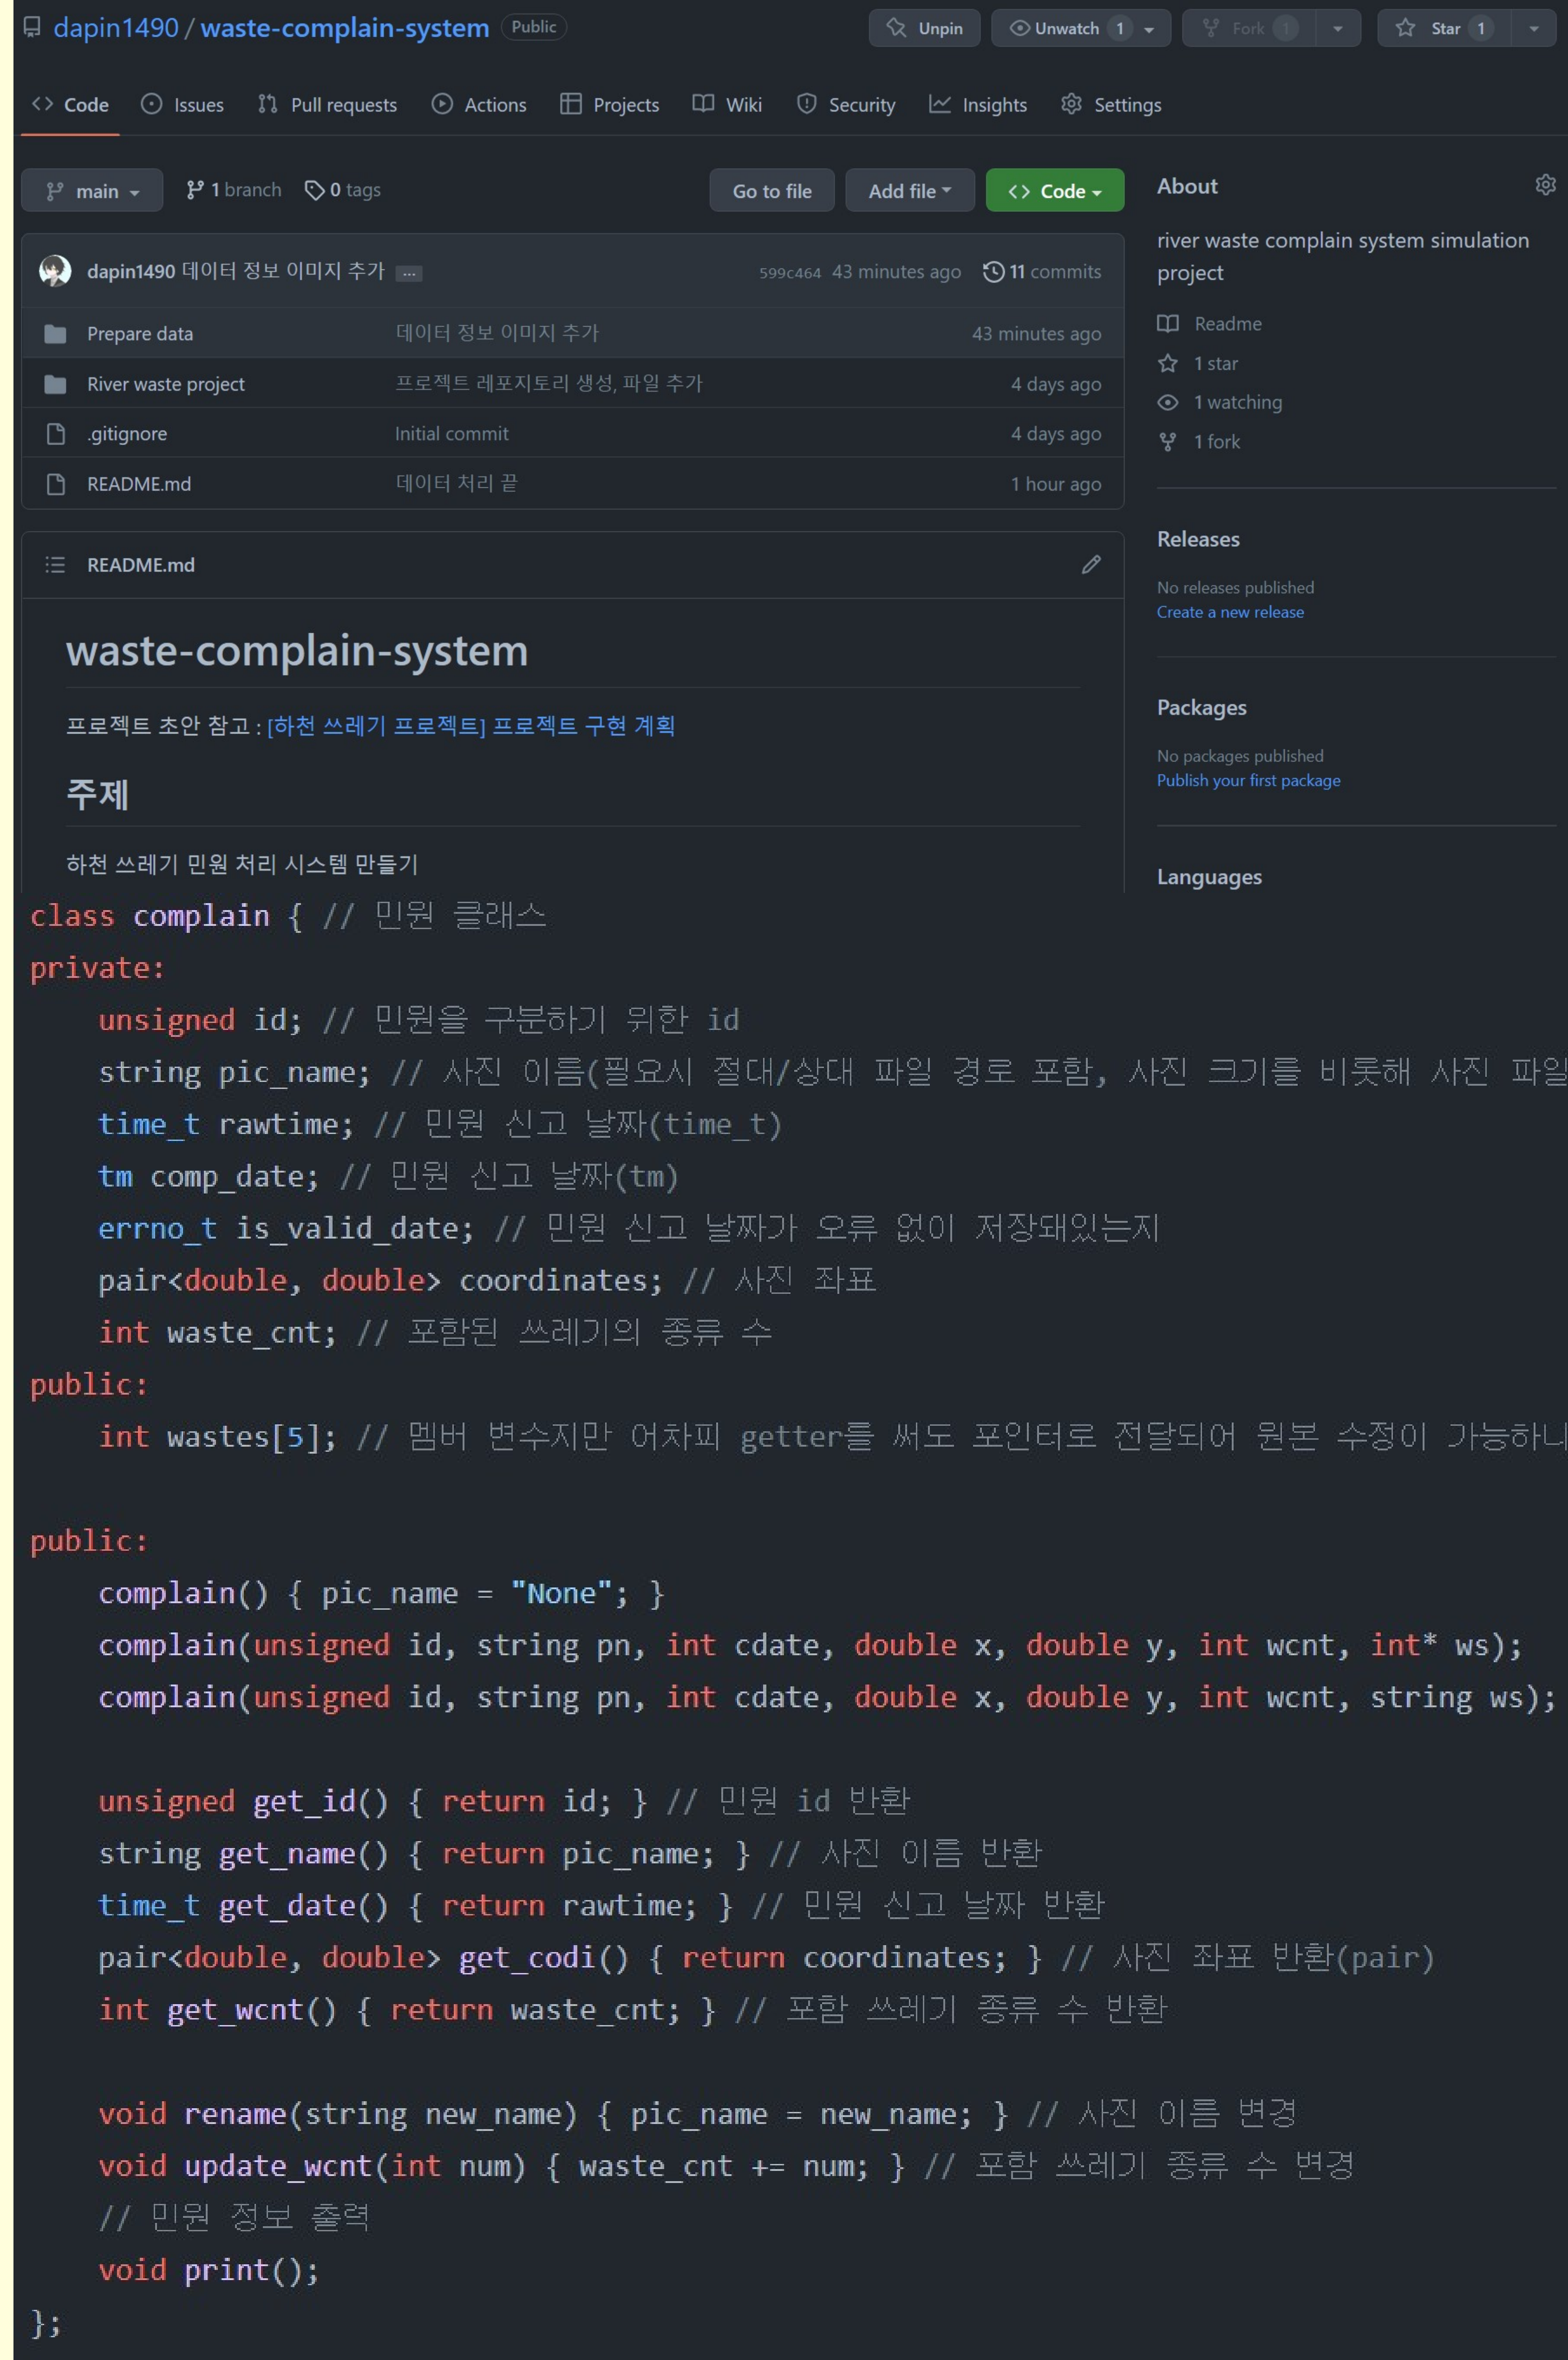 dapin1490 / waste-complain-system Public
Unpin Unwatch 1 Fork 1 Star 1
Code Issues Pull requests Actions Projects Wiki Security Insights Settings
main 1 branch 0 tags Go to file Add file Code
dapin1490 데이터 정보 이미지 추가 ... 599c464 43 minutes ago 11 commits
Prepare data 데이터 정보 이미지 추가 43 minutes ago
River waste project 프로젝트 레포지토리 생성, 파일 추가 4 days ago
.gitignore Initial commit 4 days ago
README.md 데이터 처리 끝 1 hour ago
README.md
waste-complain-system
프로젝트 초안 참고 : [하천 쓰레기 프로젝트] 프로젝트 구현 계획
주제
하천 쓰레기 민원 처리 시스템 만들기
About
river waste complain system simulation
project
Readme
1 star
1 watching
1 fork
Releases
No releases published
Create a new release
Packages
No packages published
Publish your first package
Languages
class complain { // 민원 클래스
private:
unsigned id; // 민원을 구분하기 위한 id
string pic_name; // 사진 이름(필요시 절대/상대 파일 경로 포함, 사진 크기를 비롯해 사진 파일
time_t rawtime; // 민원 신고 날짜(time_t)
tm comp_date; // 민원 신고 날짜(tm)
errno_t is_valid_date; // 민원 신고 날짜가 오류 없이 저장돼있는지
pair<double, double> coordinates; // 사진 좌표
int waste_cnt; // 포함된 쓰레기의 종류 수
public:
int wastes[5]; // 멤버 변수지만 어차피 getter를 써도 포인터로 전달되어 원본 수정이 가능하니
public:
complain() { pic_name = "None"; }
complain(unsigned id, string pn, int cdate, double x, double y, int wcnt, int* ws);
complain(unsigned id, string pn, int cdate, double x, double y, int wcnt, string ws);
unsigned get_id() { return id; } // 민원 id 반환
string get_name() { return pic_name; } // 사진 이름 반환
time_t get_date() { return rawtime; } // 민원 신고 날짜 반환
pair<double, double> get_codi() { return coordinates; } // 사진 좌표 반환(pair)
int get_wcnt() { return waste_cnt; } // 포함 쓰레기 종류 수 반환
void rename(string new_name) { pic_name = new_name; } // 사진 이름 변경
void update_wcnt(int num) { waste_cnt += num; } // 포함 쓰레기 종류 수 변경
// 민원 정보 출력
void print();
};